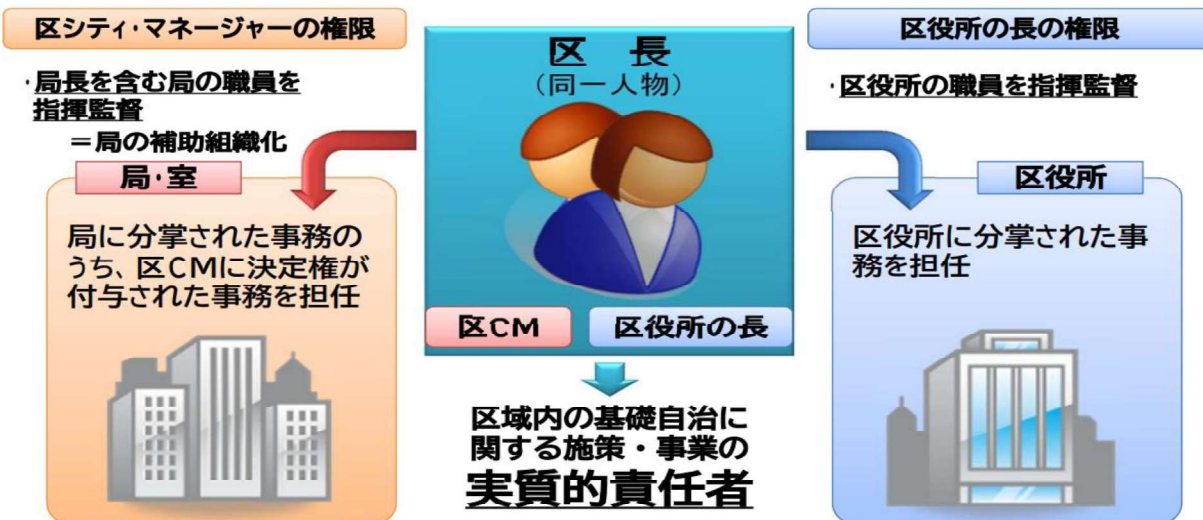 区シティ・マネージャーの権限
・局長を含む局の職員を
指揮監督
＝局の補助組織化
局・室
局に分掌された事務の
うち、区ＣＭに決定権が
付与された事務を担任
区　長
（同一人物）
区ＣＭ
区役所の長
区域内の基礎自治に
関する施策・事業の
実質的責任者
区役所の長の権限
・区役所の職員を指揮監督
区役所
区役所に分掌された事
務を担任